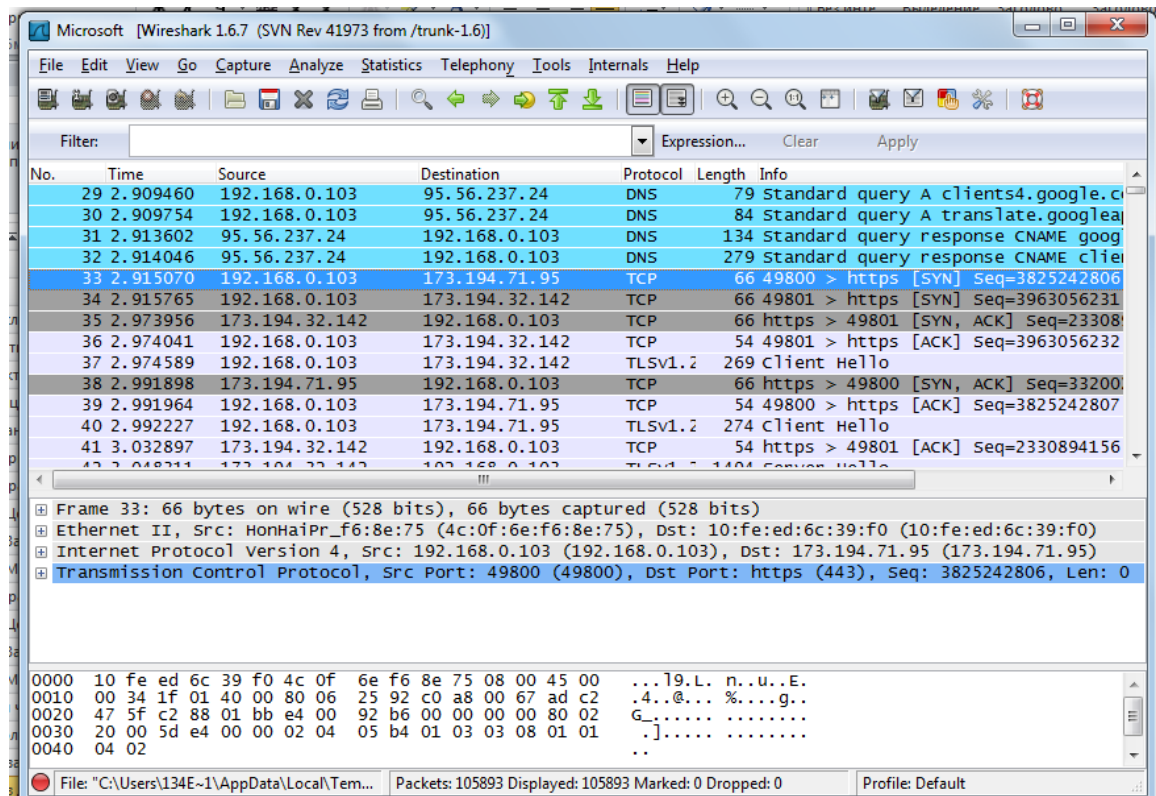 Microsoft [Wireshark 1.6.7 (SVN Rev 41973 from /trunk-1.6)]
File Edit View Go Capture Analyze Statistics Telephony Tools Internals Help
Filter: Expression... Clear Apply
No. Time Source Destination Protocol Length Info
29 2.909460 192.168.0.103 95.56.237.24 DNS 79 Standard query A clients4.google.c
30 2.909754 192.168.0.103 95.56.237.24 DNS 84 Standard query A translate.googlea
31 2.913602 95.56.237.24 192.168.0.103 DNS 134 Standard query response CNAME goog
32 2.914046 95.56.237.24 192.168.0.103 DNS 279 Standard query response CNAME clie
33 2.915070 192.168.0.103 173.194.71.95 TCP 66 49800 > https [SYN] Seq=3825242806
34 2.915765 192.168.0.103 173.194.32.142 TCP 66 49801 > https [SYN] Seq=3963056231
35 2.973956 173.194.32.142 192.168.0.103 TCP 66 https > 49801 [SYN, ACK] Seq=23308
36 2.974041 192.168.0.103 173.194.32.142 TCP 54 49801 > https [ACK] Seq=3963056232
37 2.974589 192.168.0.103 173.194.32.142 TLSv1.2 269 Client Hello
38 2.991898 173.194.71.95 192.168.0.103 TCP 66 https > 49800 [SYN, ACK] Seq=33200
39 2.991964 192.168.0.103 173.194.71.95 TCP 54 49800 > https [ACK] Seq=3825242807
40 2.992227 192.168.0.103 173.194.71.95 TLSv1.2 274 Client Hello
41 3.032897 173.194.32.142 192.168.0.103 TCP 54 https > 49801 [ACK] Seq=2330894156
Frame 33: 66 bytes on wire (528 bits), 66 bytes captured (528 bits)
Ethernet II, Src: HonHaiPr_f6:8e:75 (4c:0f:6e:f6:8e:75), Dst: 10:fe:ed:6c:39:f0 (10:fe:ed:6c:39:f0)
Internet Protocol Version 4, Src: 192.168.0.103 (192.168.0.103), Dst: 173.194.71.95 (173.194.71.95)
Transmission Control Protocol, Src Port: 49800 (49800), Dst Port: https (443), Seq: 3825242806, Len: 0
0000 10 fe ed 6c 39 f0 4c 0f 6e f6 8e 75 08 00 45 00 ...l9.L. n..u..E.
0010 00 34 1f 01 40 00 80 06 25 92 c0 a8 00 67 ad c2 .4..@... %....g..
0020 47 5f c2 88 01 bb e4 00 92 b6 00 00 00 00 80 02 G_...... ........
0030 20 00 5d e4 00 00 02 04 05 b4 01 03 03 08 01 01 .]..... ........
0040 04 02 ..
File: "C:\Users\134E~1\AppData\Local\Tem... Packets: 105893 Displayed: 105893 Marked: 0 Dropped: 0 Profile: Default